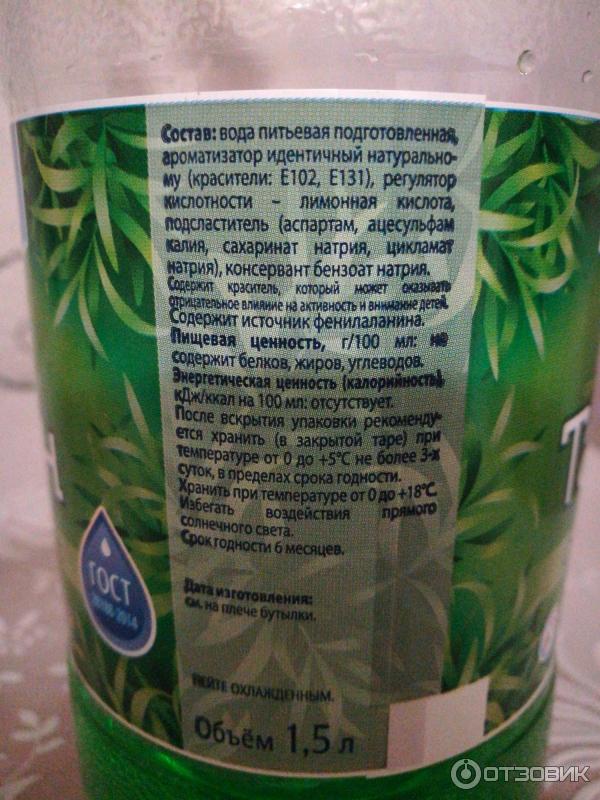 Состав: вода питьевая подготовленная,
ароматизатор идентичный натурально-
му (красители: Е102, Е131), регулятор
кислотности – лимонная кислота,
подсластитель (аспартам, ацесульфам
калия, сахаринат натрия, цикламат
натрия), консервант бензоат натрия.
Содержит краситель, который может оказывать
отрицательное влияние на активность и внимание детей.
Содержит источник фенилаланина.
Пищевая ценность, г/100 мл: не
содержит белков, жиров, углеводов.
Энергетическая ценность (калорийность),
кДж/ккал на 100 мл: отсутствует.
После вскрытия упаковки рекоменду-
ется хранить (в закрытой таре) при
температуре от 0 до +5°С не более 3-х
суток, в пределах срока годности.
Хранить при температуре от 0 до +18°С.
Избегать воздействия прямого
солнечного света.
Срок годности 6 месяцев.
Н
Т
ГОСТ
Дата изготовления:
см. на плече бутылки.
ПЕЙТЕ ОХЛАЖДЕННЫМ.
Объём 1,5 л
ОТЗОВИК